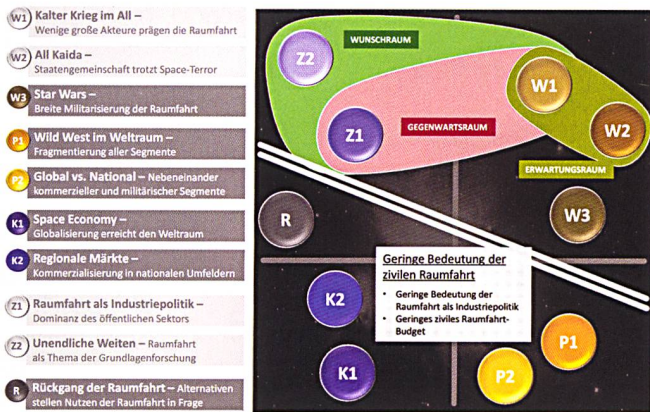 W1 Kalter Krieg im All –
Wenige große Akteure prägen die Raumfahrt
W2 All Kaida –
Staatengemeinschaft trotzt Space-Terror
W3 Star Wars –
Breite Militarisierung der Raumfahrt
P1 Wild West im Weltraum –
Fragmentierung aller Segmente
P2 Global vs. National – Nebeneinander
kommerzieller und militärischer Segmente
K1 Space Economy –
Globalisierung erreicht den Weltraum
K2 Regionale Märkte –
Kommerzialisierung in nationalen Umfeldern
Z1 Raumfahrt als Industriepolitik –
Dominanz des öffentlichen Sektors
Z2 Unendliche Weiten – Raumfahrt
als Thema der Grundlagenforschung
R Rückgang der Raumfahrt – Alternativen
stellen Nutzen der Raumfahrt in Frage
WUNSCHRAUM
Z2
W1
Z1
GEGENWARTSRAUM
W2
ERWARTUNGSRAUM
R
W3
Geringe Bedeutung der
zivilen Raumfahrt
• Geringe Bedeutung der
Raumfahrt als Industriepolitik
• Geringes ziviles Raumfahrt-
Budget
K2
P1
K1
P2